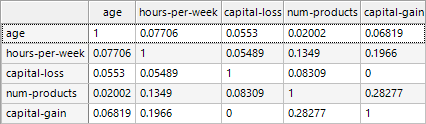 age hours-per-week capital-loss num-products capital-gain
age 1 0.07706 0.0553 0.02002 0.06819
hours-per-week 0.07706 1 0.05489 0.1349 0.1966
capital-loss 0.0553 0.05489 1 0.08309 0
num-products 0.02002 0.1349 0.08309 1 0.28277
capital-gain 0.06819 0.1966 0 0.28277 1